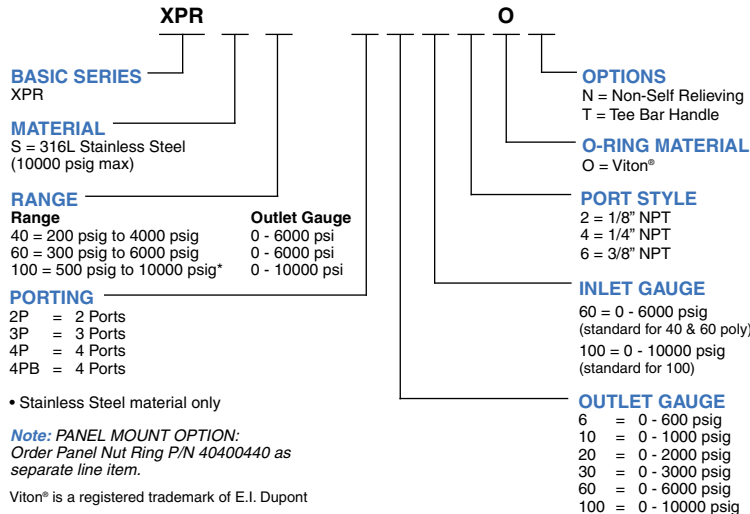 XPR O
BASIC SERIES
XPR
MATERIAL
S = 316L Stainless Steel
(10000 psig max)
RANGE
Range Outlet Gauge
40 = 200 psig to 4000 psig 0 - 6000 psi
60 = 300 psig to 6000 psig 0 - 6000 psi
100 = 500 psig to 10000 psig* 0 - 10000 psi
PORTING
2P = 2 Ports
3P = 3 Ports
4P = 4 Ports
4PB = 4 Ports
• Stainless Steel material only
Note: PANEL MOUNT OPTION:
Order Panel Nut Ring P/N 40400440 as
separate line item.
Viton® is a registered trademark of E.I. Dupont
OPTIONS
N = Non-Self Relieving
T = Tee Bar Handle
O-RING MATERIAL
O = Viton®
PORT STYLE
2 = 1/8” NPT
4 = 1/4” NPT
6 = 3/8” NPT
INLET GAUGE
60 = 0 - 6000 psig
(standard for 40 & 60 poly)
100 = 0 - 10000 psig
(standard for 100)
OUTLET GAUGE
6 = 0 - 600 psig
10 = 0 - 1000 psig
20 = 0 - 2000 psig
30 = 0 - 3000 psig
60 = 0 - 6000 psig
100 = 0 - 10000 psig